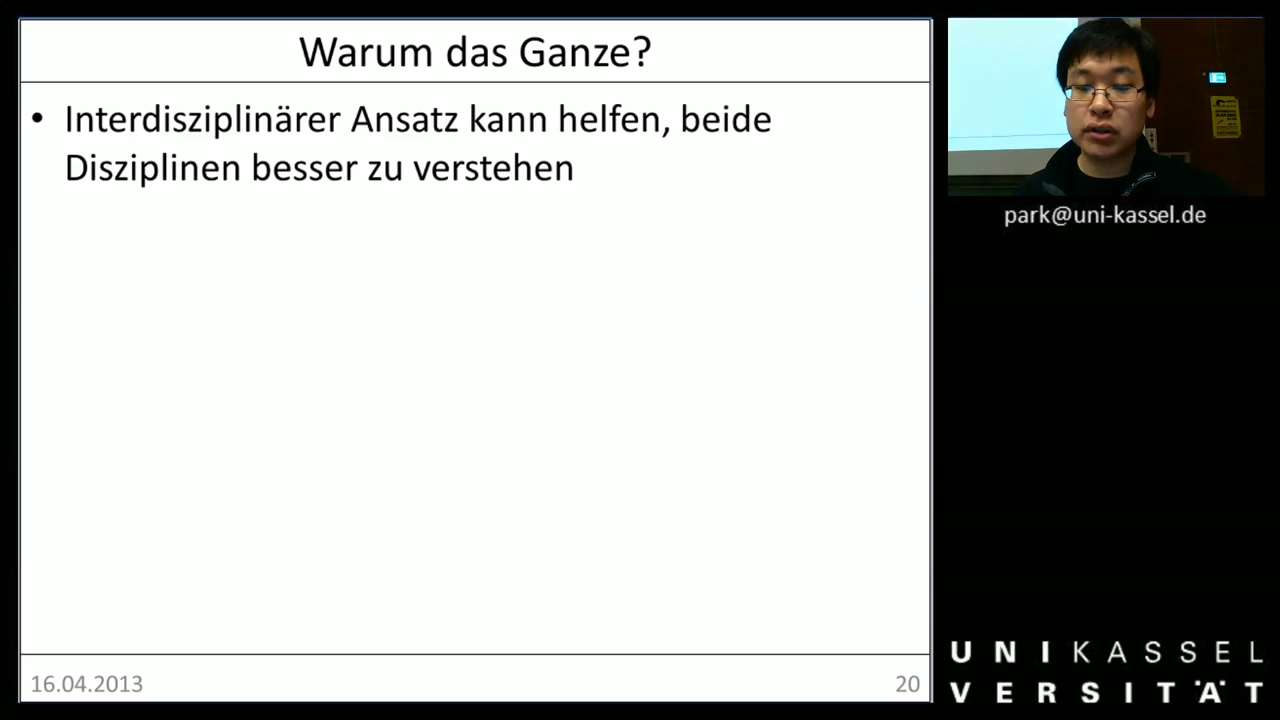 Warum das Ganze?
• Interdisziplinärer Ansatz kann helfen, beide
Disziplinen besser zu verstehen
16.04.2013
20
park@uni-kassel.de
UNIKASSEL
VERSITÄT